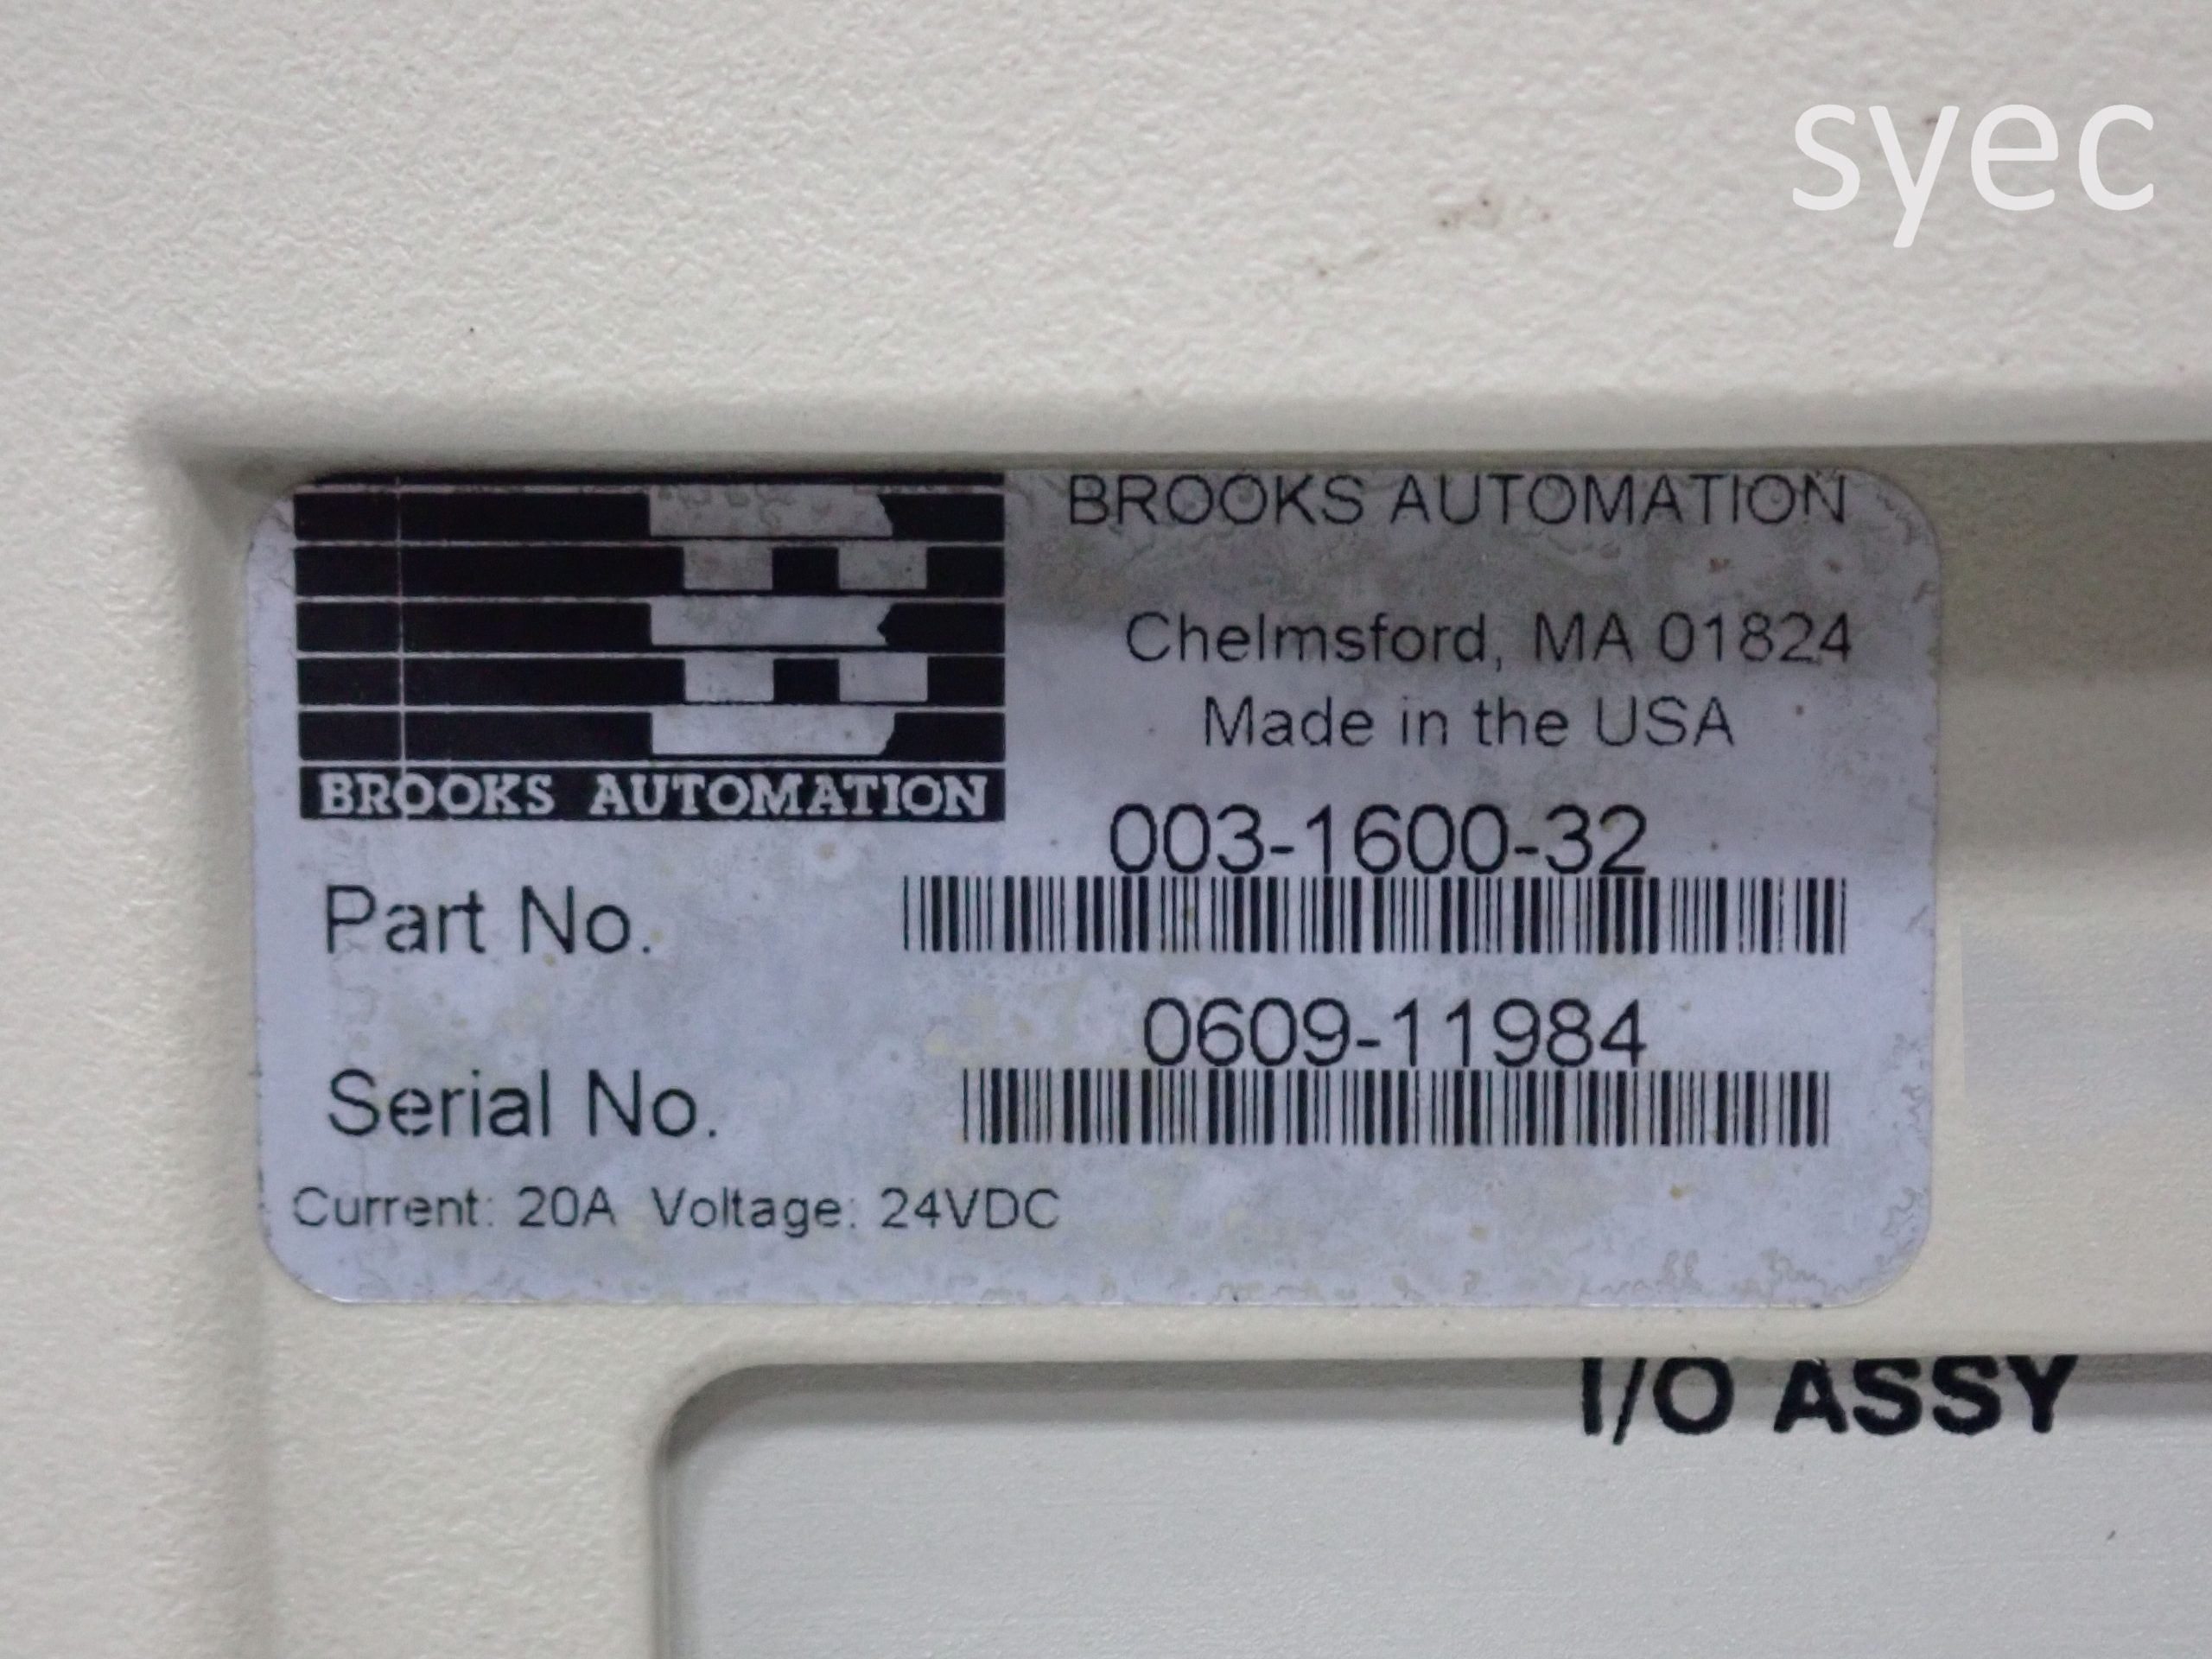 syec
BROOKS AUTOMATION
Chelmsford, MA 01824
Made in the USA
BROOKS AUTOMATION
003-1600-32
Part No.
0609-11984
Serial No.
Current: 20A Voltage: 24VDC
I/O ASSY